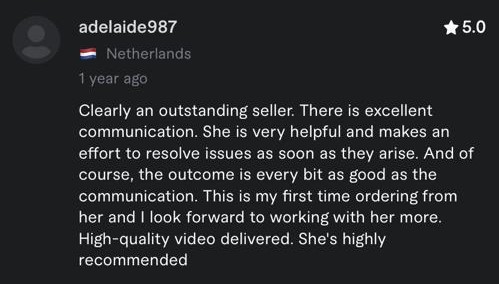 adelaide987
5.0
Netherlands
1 year ago
Clearly an outstanding seller. There is excellent
communication. She is very helpful and makes an
effort to resolve issues as soon as they arise. And of
course, the outcome is every bit as good as the
communication. This is my first time ordering from
her and I look forward to working with her more.
High-quality video delivered. She's highly
recommended